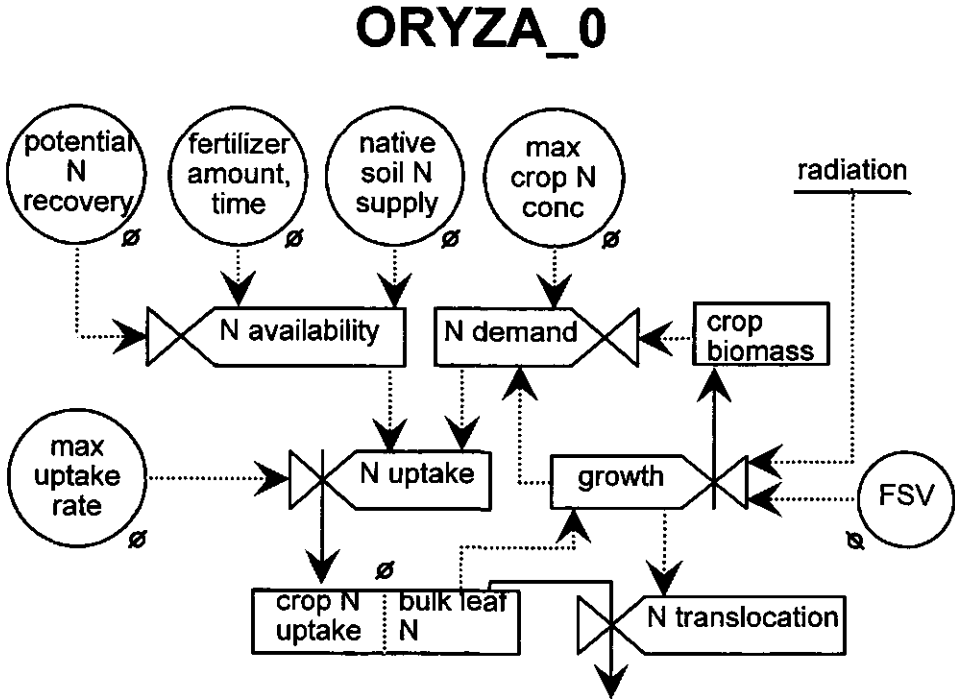 ORYZA_0
potential
N
recovery
ø
fertilizer
amount,
time
ø
native
soil N
supply
ø
max
crop N
conc
ø
radiation
N availability
N demand
crop
biomass
max
uptake
rate
ø
N uptake
growth
FSV
ø
ø
crop N
uptake
bulk leaf
N
N translocation